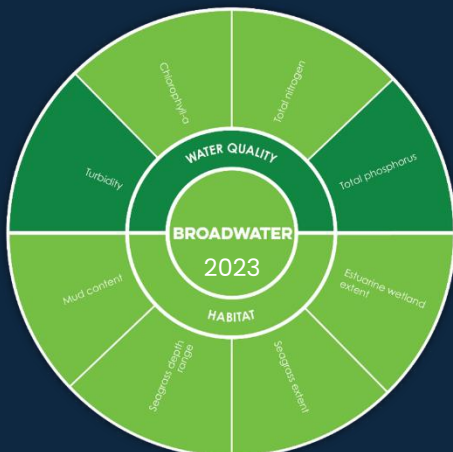 Chlorophyll-a
Total nitrogen
Turbidity
Total phosphorus
WATER QUALITY
BROADWATER
2023
HABITAT
Mud content
Seagrass depth
range
Seagrass extent
Estuarine wetland
extent